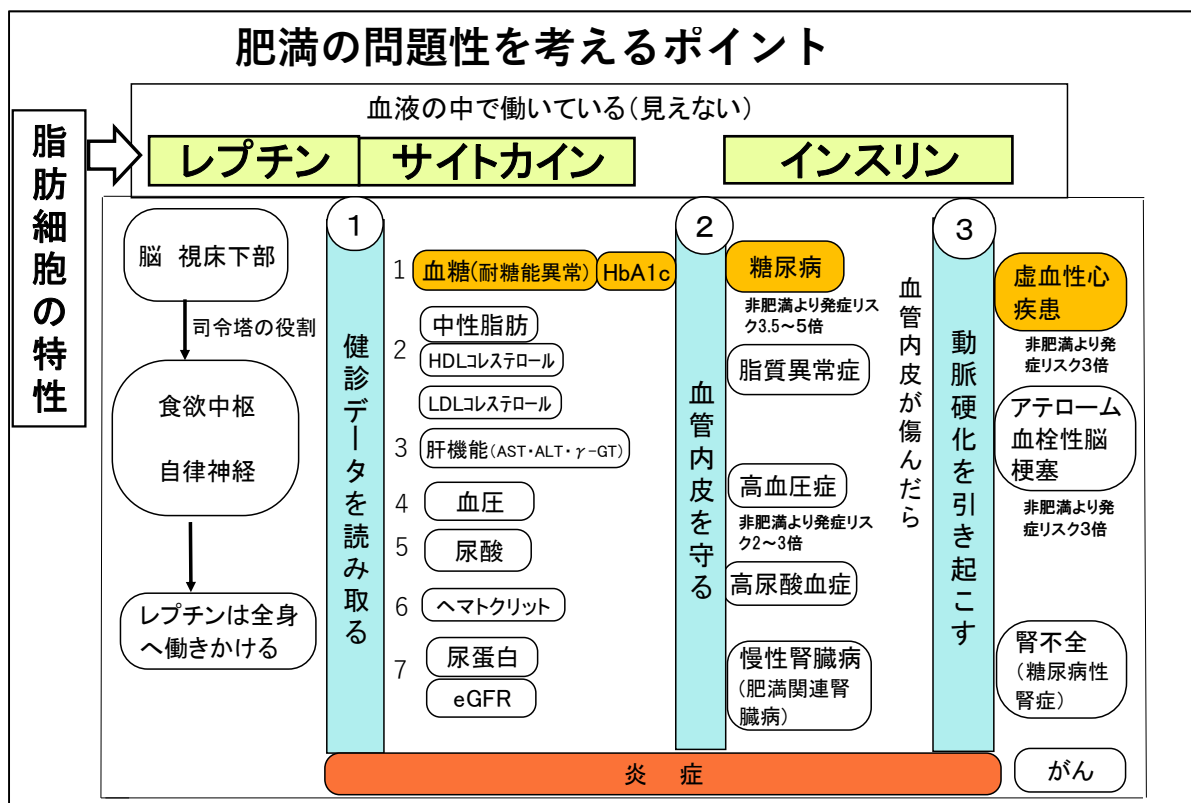 肥満の問題性を考えるポイント
脂肪細胞の特性
血液の中で働いている(見えない)
レプチン
サイトカイン
インスリン
脳 視床下部
司令塔の役割
食欲中枢
自律神経
レプチンは全身
へ働きかける
1
健診データを読み取る
1 血糖(耐糖能異常) HbA1c
2
中性脂肪
HDLコレステロール
LDLコレステロール
3 肝機能(AST・ALT・γ-GT)
4 血圧
5 尿酸
6 ヘマトクリット
7
尿蛋白
eGFR
2
血管内皮を守る
糖尿病
非肥満より発症リス
ク3.5~5倍
脂質異常症
高血圧症
非肥満より発症リス
ク2~3倍
高尿酸血症
慢性腎臓病
(肥満関連腎
臓病)
血管内皮が傷んだら
3
動脈硬化を引き起こす
虚血性心
疾患
非肥満より発
症リスク3倍
アテローム
血栓性脳
梗塞
非肥満より発
症リスク3倍
腎不全
(糖尿病性
腎症)
がん
炎 症